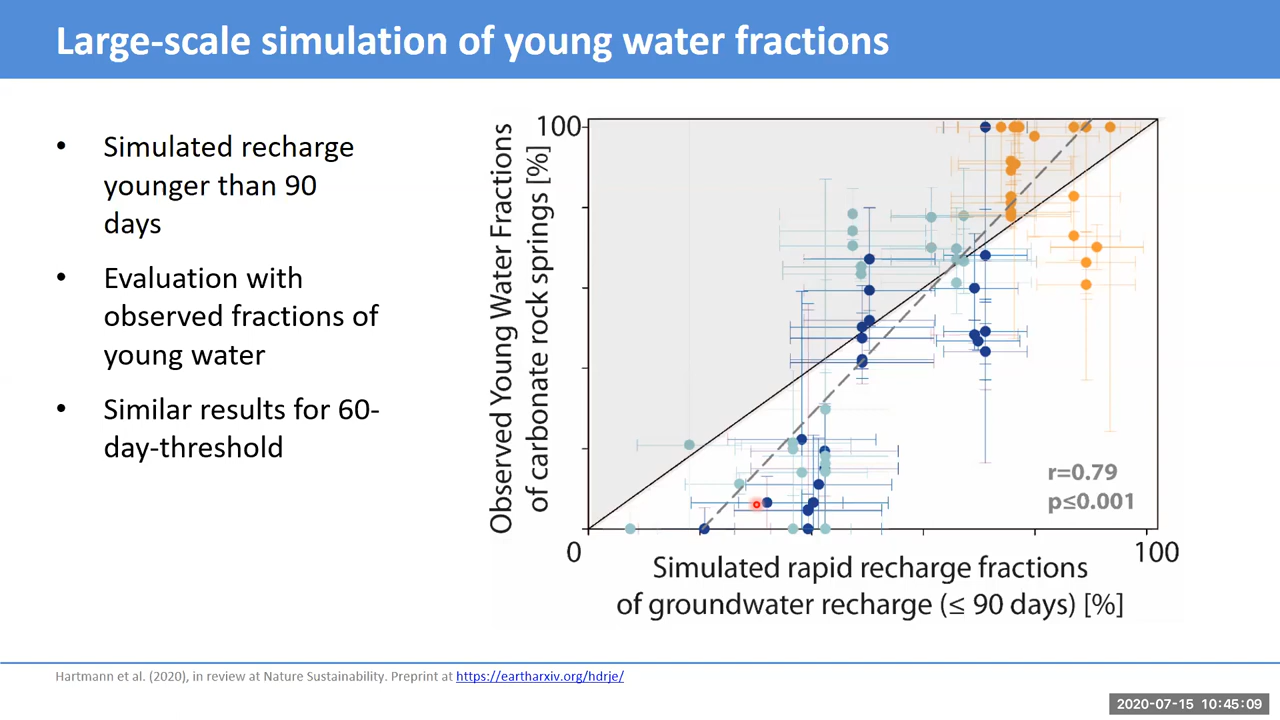 Large-scale simulation of young water fractions
• Simulated recharge
younger than 90
days
• Evaluation with
observed fractions of
young water
• Similar results for 60-
day-threshold
Observed Young Water Fractions
of carbonate rock springs [%]
100
r=0.79
p≤0.001
0
100
Simulated rapid recharge fractions
of groundwater recharge (≤ 90 days) [%]
Hartmann et al. (2020), in review at Nature Sustainability. Preprint at https://eartharxiv.org/hdrje/
2020-07-15 10:45:09